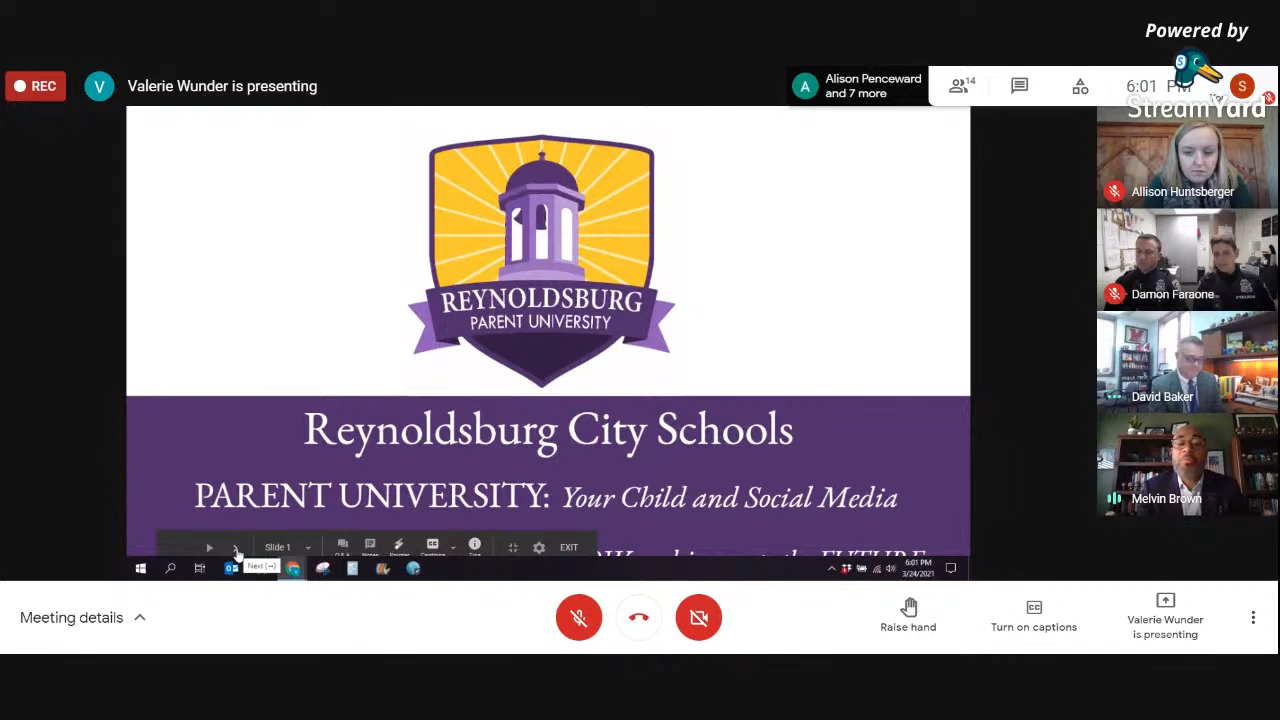 Powered by
StreamYard
REC
V
Valerie Wunder is presenting
A
Alison Penceward
and 7 more
14
6:01 PM
S
REYNOLDSBURG
PARENT UNIVERSITY
Reynoldsburg City Schools
PARENT UNIVERSITY: Your Child and Social Media
Slide 1
EXIT
Next (→)
6:01 PM
3/24/2021
Allison Huntsberger
Damon Faraone
David Baker
Melvin Brown
Meeting details
Raise hand
Turn on captions
Valerie Wunder
is presenting